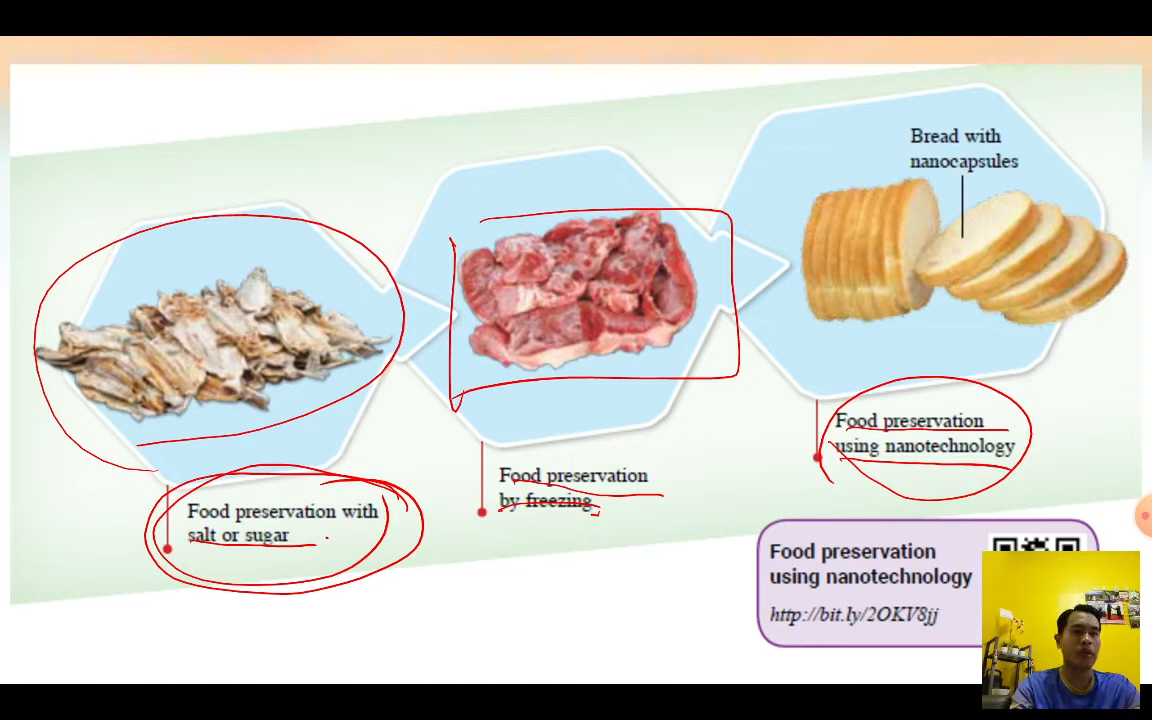 Bread with
nanocapsules
Food preservation with
salt or sugar
Food preservation
by freezing
Food preservation
using nanotechnology
Food preservation
using nanotechnology
http://bit.ly/2OKV8jj